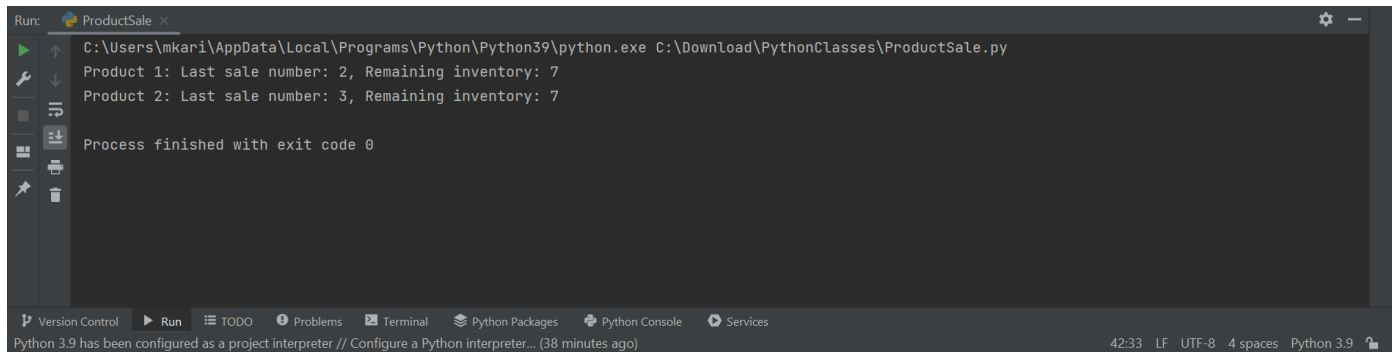 Run: ProductSale
C:\Users\mkari\AppData\Local\Programs\Python\Python39\python.exe C:\Download\PythonClasses\ProductSale.py
Product 1: Last sale number: 2, Remaining inventory: 7
Product 2: Last sale number: 3, Remaining inventory: 7
Process finished with exit code 0
Version Control Run TODO Problems Terminal Python Packages Python Console Services
Python 3.9 has been configured as a project interpreter // Configure a Python interpreter... (38 minutes ago) 42:33 LF UTF-8 4 spaces Python 3.9